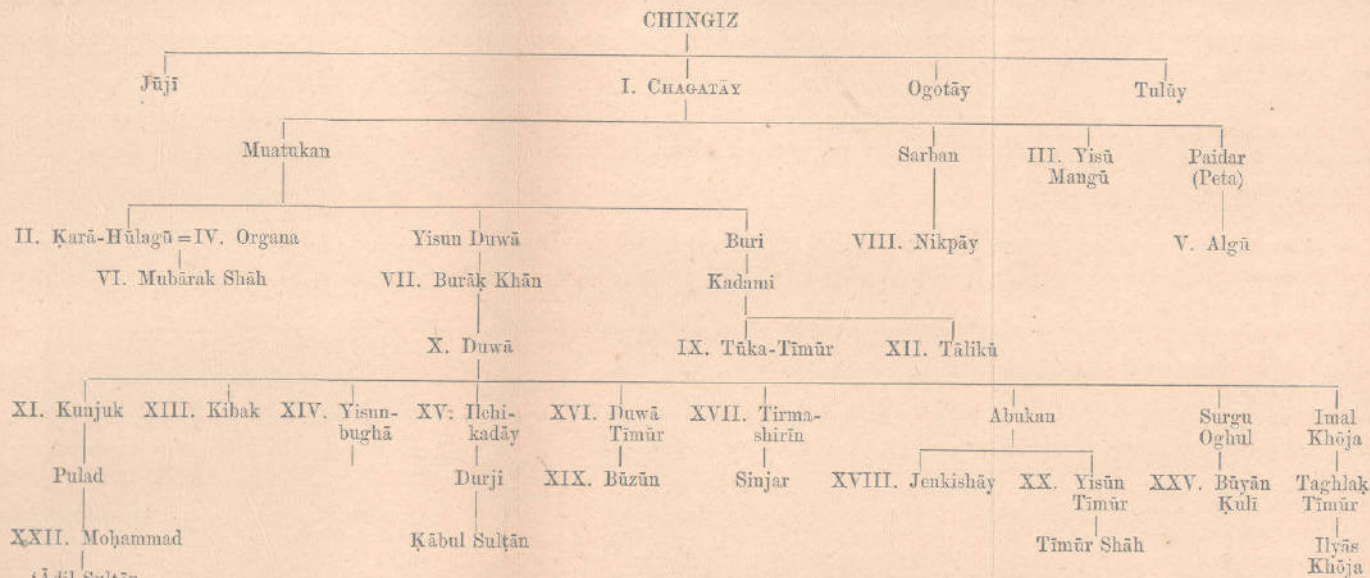 CHINGIZ
Jūjī I. CHAGATĀY Ogotāy Tulūy
Muatukan Sarban III. Yisū Paidar
Mangū (Peta)
II. Ḳarā-Hūlagū = IV. Organa Yisun Duwā Buri VIII. Nikpāy V. Algū
VI. Mubārak Shāh VII. Burāḳ Khān Kadami
X. Duwā IX. Tūka-Tīmūr XII. Tālikū
XI. Kunjuk XIII. Kibak XIV. Yisun- XV. Ilchi- XVI. Duwā XVII. Tirma- Abukan Surgu Imal
bughā kadāy Tīmūr shirīn Oghul Khōja
Pulad Durji XIX. Būzūn Sinjar XVIII. Jenkishāy XX. Yisūn XXV. Būyān Taghlaḳ
Tīmūr Ḳulī Tīmūr
XXII. Moḥammad Ḳābul Sulṭān Tīmūr Shāh Ilyās
Khōja
ʿĀdil Sulṭān